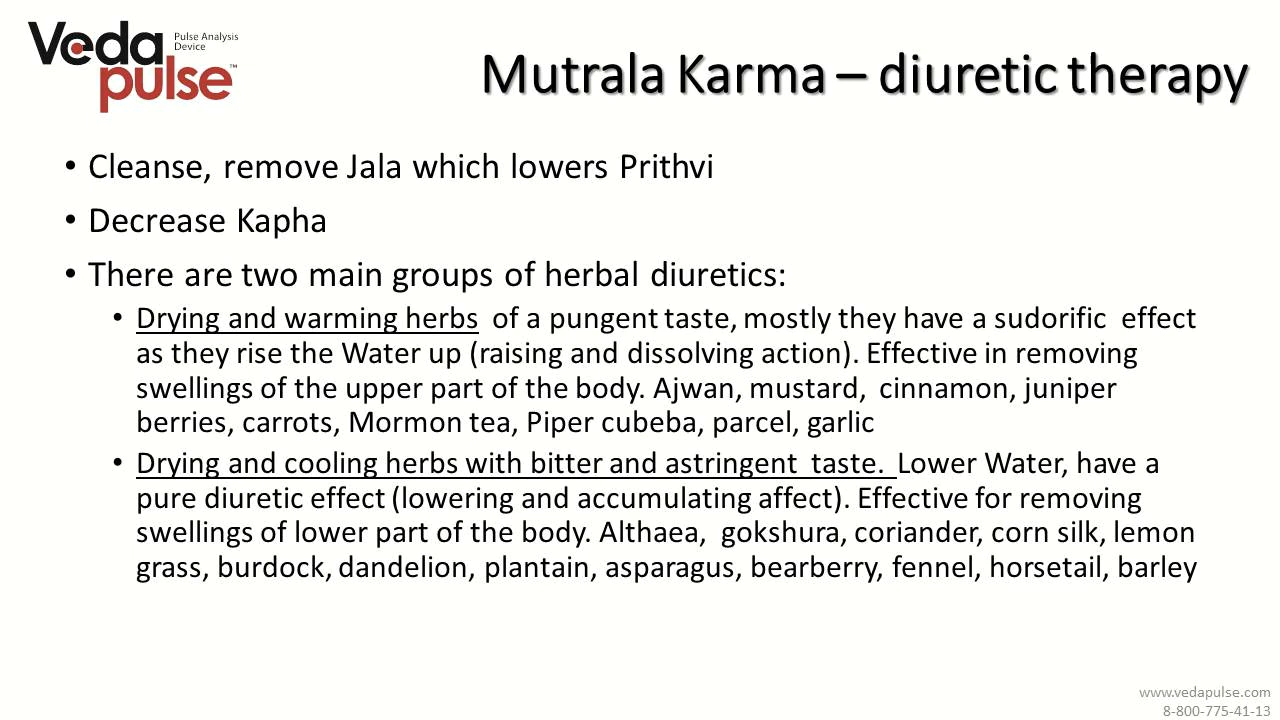 Veda
pulse™
Pulse Analysis
Device
Mutrala Karma – diuretic therapy
• Cleanse, remove Jala which lowers Prithvi
• Decrease Kapha
• There are two main groups of herbal diuretics:
• Drying and warming herbs of a pungent taste, mostly they have a sudorific effect
as they rise the Water up (raising and dissolving action). Effective in removing
swellings of the upper part of the body. Ajwan, mustard, cinnamon, juniper
berries, carrots, Mormon tea, Piper cubeba, parcel, garlic
• Drying and cooling herbs with bitter and astringent taste. Lower Water, have a
pure diuretic effect (lowering and accumulating affect). Effective for removing
swellings of lower part of the body. Althaea, gokshura, coriander, corn silk, lemon
grass, burdock, dandelion, plantain, asparagus, bearberry, fennel, horsetail, barley
www.vedapulse.com
8-800-775-41-13